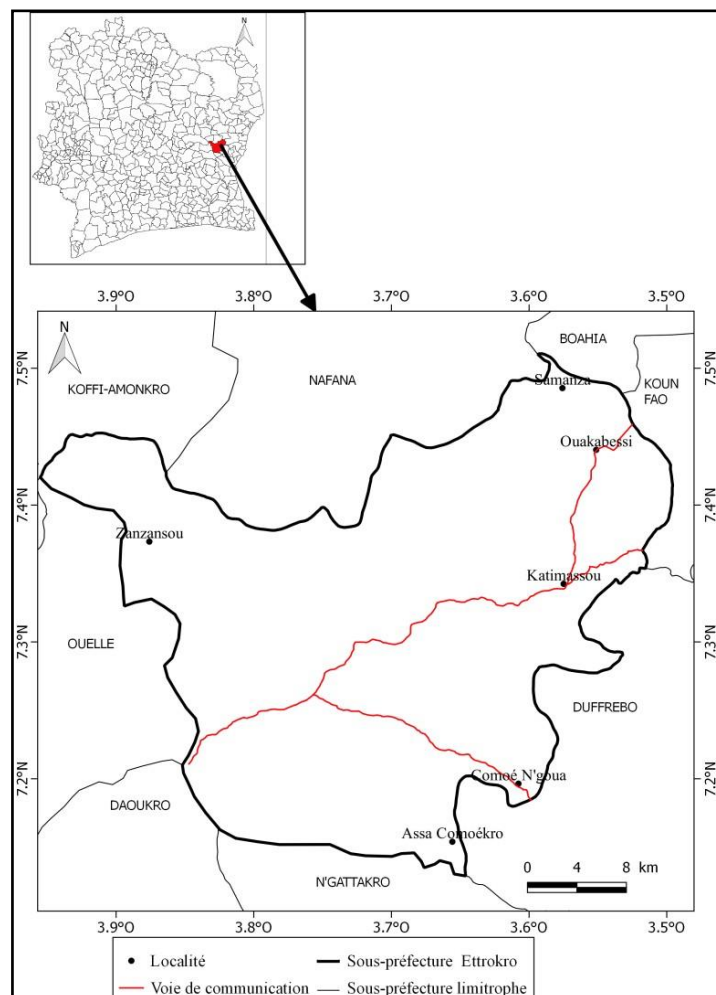 N
3.9°O 3.8°O 3.7°O 3.6°O 3.5°O
N
BOAHIA
7.5°N 7.5°N
KOFFI-AMONKRO NAFANA Samanza KOUN
FAO
Ouakabessi
7.4°N 7.4°N
Zanzansou
Katimassou
OUELLE
7.3°N 7.3°N
DUFFREBO
7.2°N Comoé N'goua 7.2°N
DAOUKRO
Assa Comoékro
N'GATTAKRO
0 4 8 km
3.9°O 3.8°O 3.7°O 3.6°O 3.5°O
Localité Sous-préfecture Ettrokro
Voie de communication Sous-préfecture limitrophe